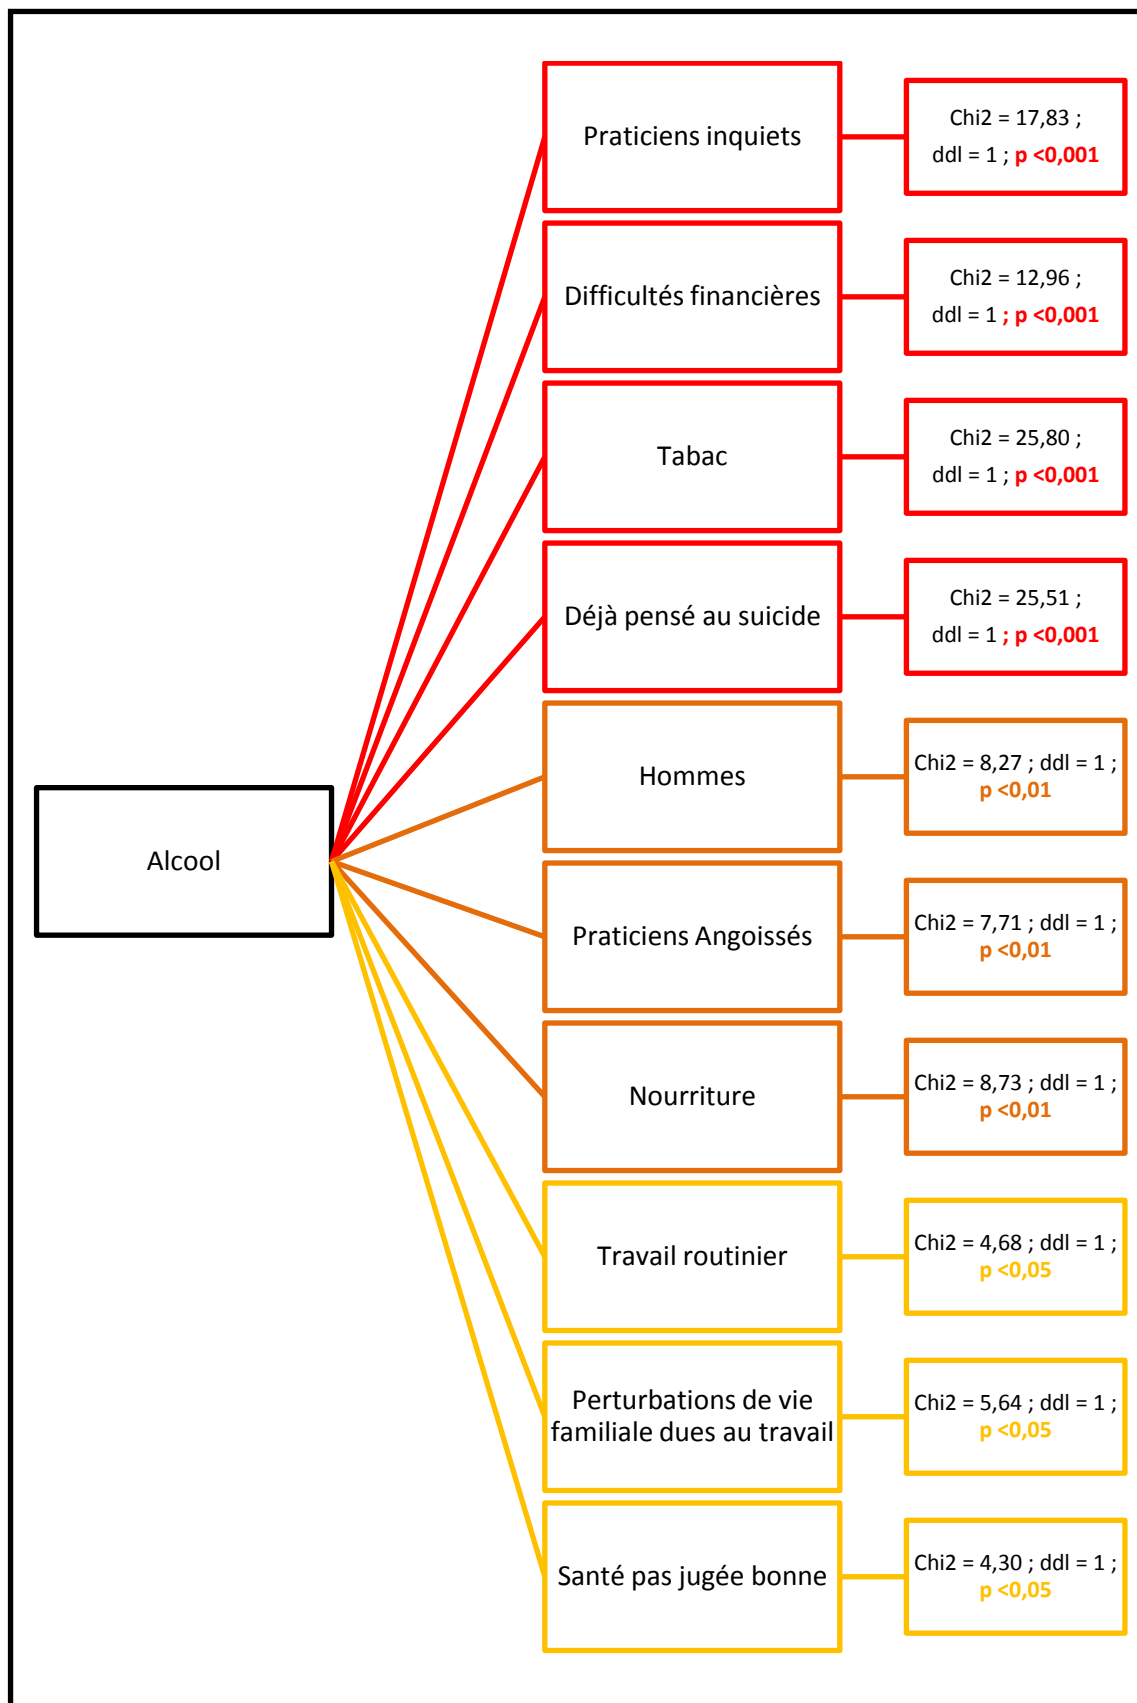 Praticiens inquiets
Chi2 = 17,83 ;
ddl = 1 ; p <0,001
Difficultés financières
Chi2 = 12,96 ;
ddl = 1 ; p <0,001
Tabac
Chi2 = 25,80 ;
ddl = 1 ; p <0,001
Déjà pensé au suicide
Chi2 = 25,51 ;
ddl = 1 ; p <0,001
Hommes
Chi2 = 8,27 ; ddl = 1 ;
p <0,01
Alcool
Praticiens Angoissés
Chi2 = 7,71 ; ddl = 1 ;
p <0,01
Nourriture
Chi2 = 8,73 ; ddl = 1 ;
p <0,01
Travail routinier
Chi2 = 4,68 ; ddl = 1 ;
p <0,05
Perturbations de vie
familiale dues au travail
Chi2 = 5,64 ; ddl = 1 ;
p <0,05
Santé pas jugée bonne
Chi2 = 4,30 ; ddl = 1 ;
p <0,05